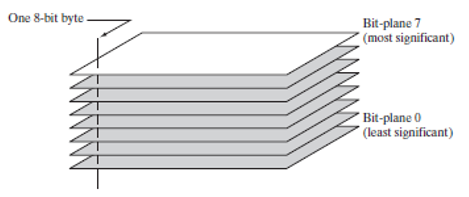 One 8-bit byte
Bit-plane 7
(most significant)
Bit-plane 0
(least significant)